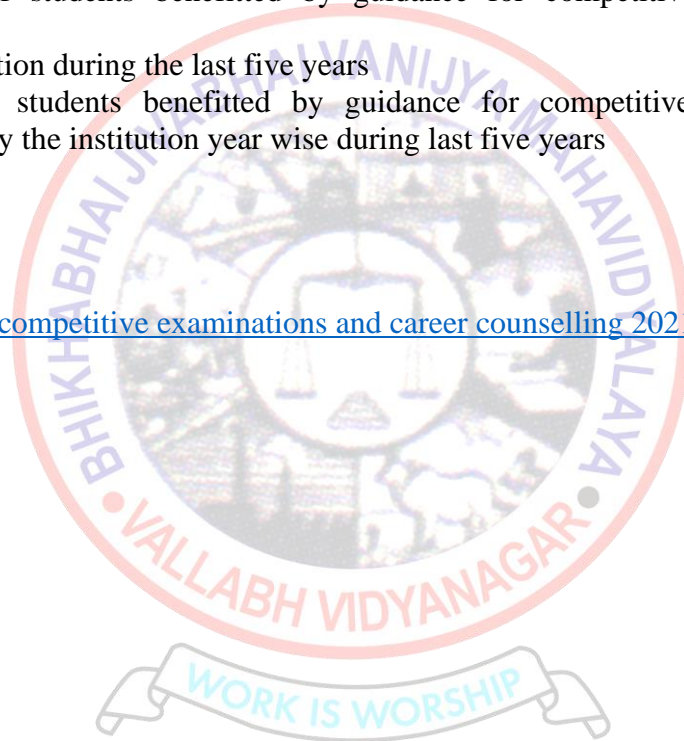 students benefitted by guidance for competitive
tion during the last five years
students benefitted by guidance for competitive
y the institution year wise during last five years
competitive examinations and career counselling 202
BHIKHABHAI JIVABHAI VANIJYA MAHAVIDYALAYA
VALLABH VIDYANAGAR
WORK IS WORSHIP